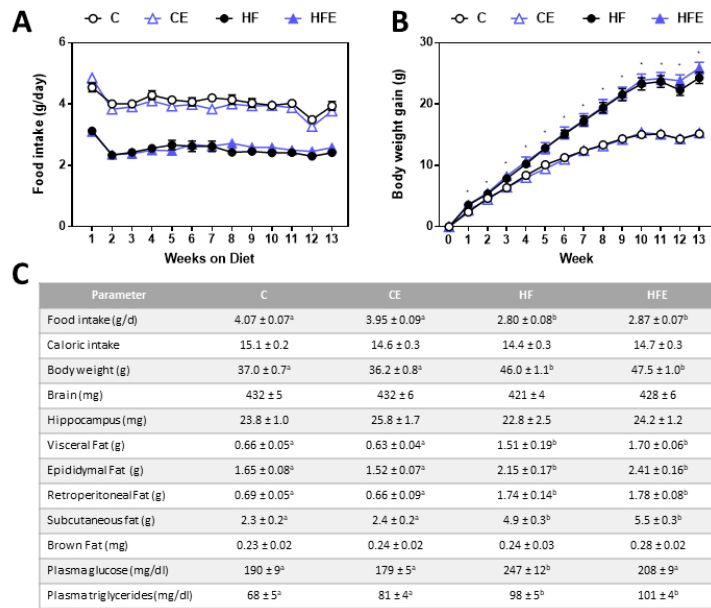 A
C CE HF HFE
Food intake (g/day)
6
4
2
0
1 2 3 4 5 6 7 8 9 10 11 12 13
Weeks on Diet
B
C CE HF HFE
Body weight gain (g)
30
20
10
0
0 1 2 3 4 5 6 7 8 9 10 11 12 13
Week
C
Parameter C CE HF HFE
Food intake (g/d) 4.07 ± 0.07ᵃ 3.95 ± 0.09ᵃ 2.80 ± 0.08ᵇ 2.87 ± 0.07ᵇ
Caloric intake 15.1 ± 0.2 14.6 ± 0.3 14.4 ± 0.3 14.7 ± 0.3
Body weight (g) 37.0 ± 0.7ᵃ 36.2 ± 0.8ᵃ 46.0 ± 1.1ᵇ 47.5 ± 1.0ᵇ
Brain (mg) 432 ± 5 432 ± 6 421 ± 4 428 ± 6
Hippocampus (mg) 23.8 ± 1.0 25.8 ± 1.7 22.8 ± 2.5 24.2 ± 1.2
Visceral Fat (g) 0.66 ± 0.05ᵃ 0.63 ± 0.04ᵃ 1.51 ± 0.19ᵇ 1.70 ± 0.06ᵇ
Epididymal Fat (g) 1.65 ± 0.08ᵃ 1.52 ± 0.07ᵃ 2.15 ± 0.17ᵇ 2.41 ± 0.16ᵇ
Retroperitoneal Fat (g) 0.69 ± 0.05ᵃ 0.66 ± 0.09ᵃ 1.74 ± 0.14ᵇ 1.78 ± 0.08ᵇ
Subcutaneous fat (g) 2.3 ± 0.2ᵃ 2.4 ± 0.2ᵃ 4.9 ± 0.3ᵇ 5.5 ± 0.3ᵇ
Brown Fat (mg) 0.23 ± 0.02 0.24 ± 0.02 0.24 ± 0.03 0.28 ± 0.02
Plasma glucose (mg/dl) 190 ± 9ᵃ 179 ± 5ᵃ 247 ± 12ᵇ 208 ± 9ᵃ
Plasma triglycerides (mg/dl) 68 ± 5ᵃ 81 ± 4ᵃ 98 ± 5ᵇ 101 ± 4ᵇ